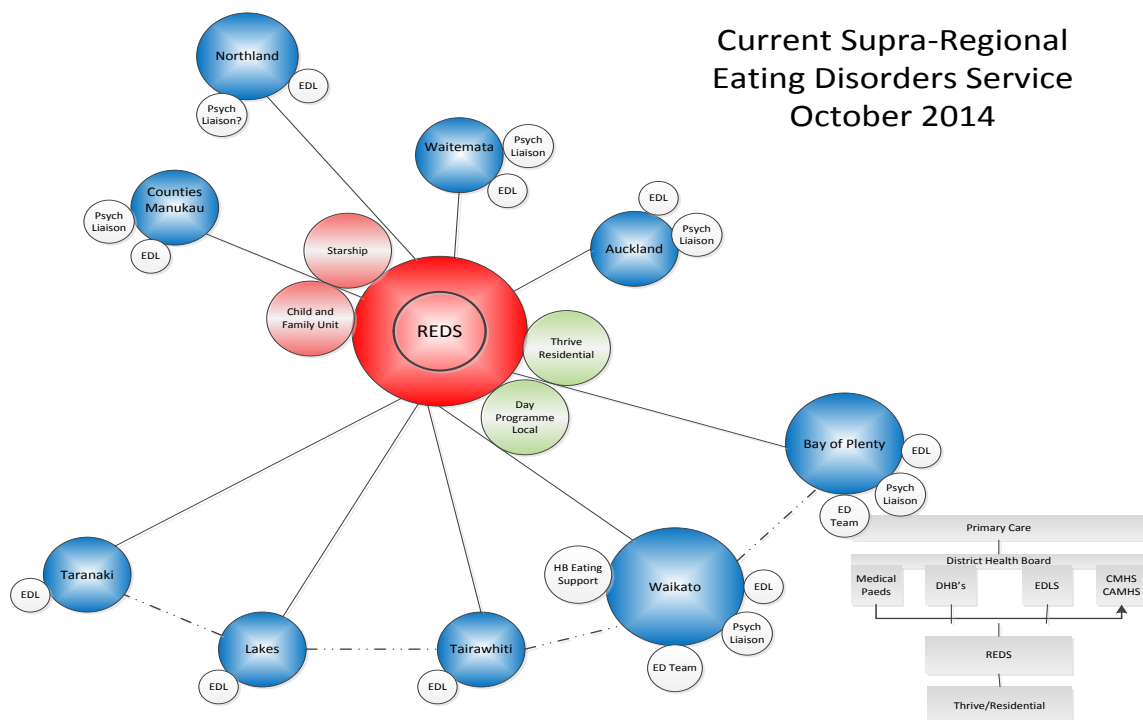 Current Supra-Regional
Eating Disorders Service
October 2014
Northland
EDL
Psych
Liaison?
Waitemata
Psych
Liaison
EDL
Counties
Manukau
Psych
Liaison
EDL
EDL
Psych
Liaison
Auckland
Starship
Child and
Family Unit
REDS
Thrive
Residential
Day
Programme
Local
Bay of Plenty
EDL
Psych
Liaison
ED
Team
Taranaki
EDL
Lakes
EDL
Tairawhiti
EDL
HB Eating
Support
Waikato
EDL
Psych
Liaison
ED Team
Primary Care
District Health Board
Medical
Paeds
DHB's
EDLS
CMHS
CAMHS
REDS
Thrive/Residential